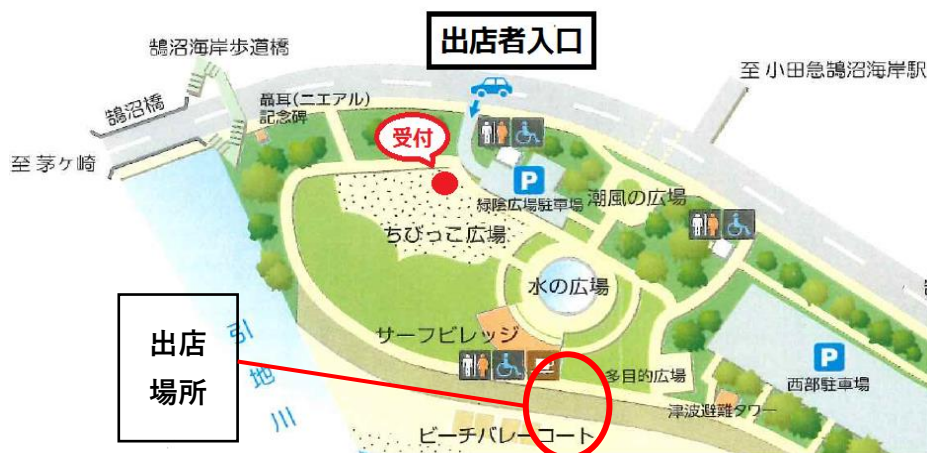 出店者入口
鵠沼海岸歩道橋
至 小田急鵠沼海岸駅
鵠沼橋
聶耳(ニエアル)
記念碑
至 茅ヶ崎
受付
P
緑陰広場駐車場
潮風の広場
ちびっこ広場
水の広場
出店
場所
サーフビレッジ
引地川
多目的広場
P
西部駐車場
津波避難タワー
ビーチバレーコート